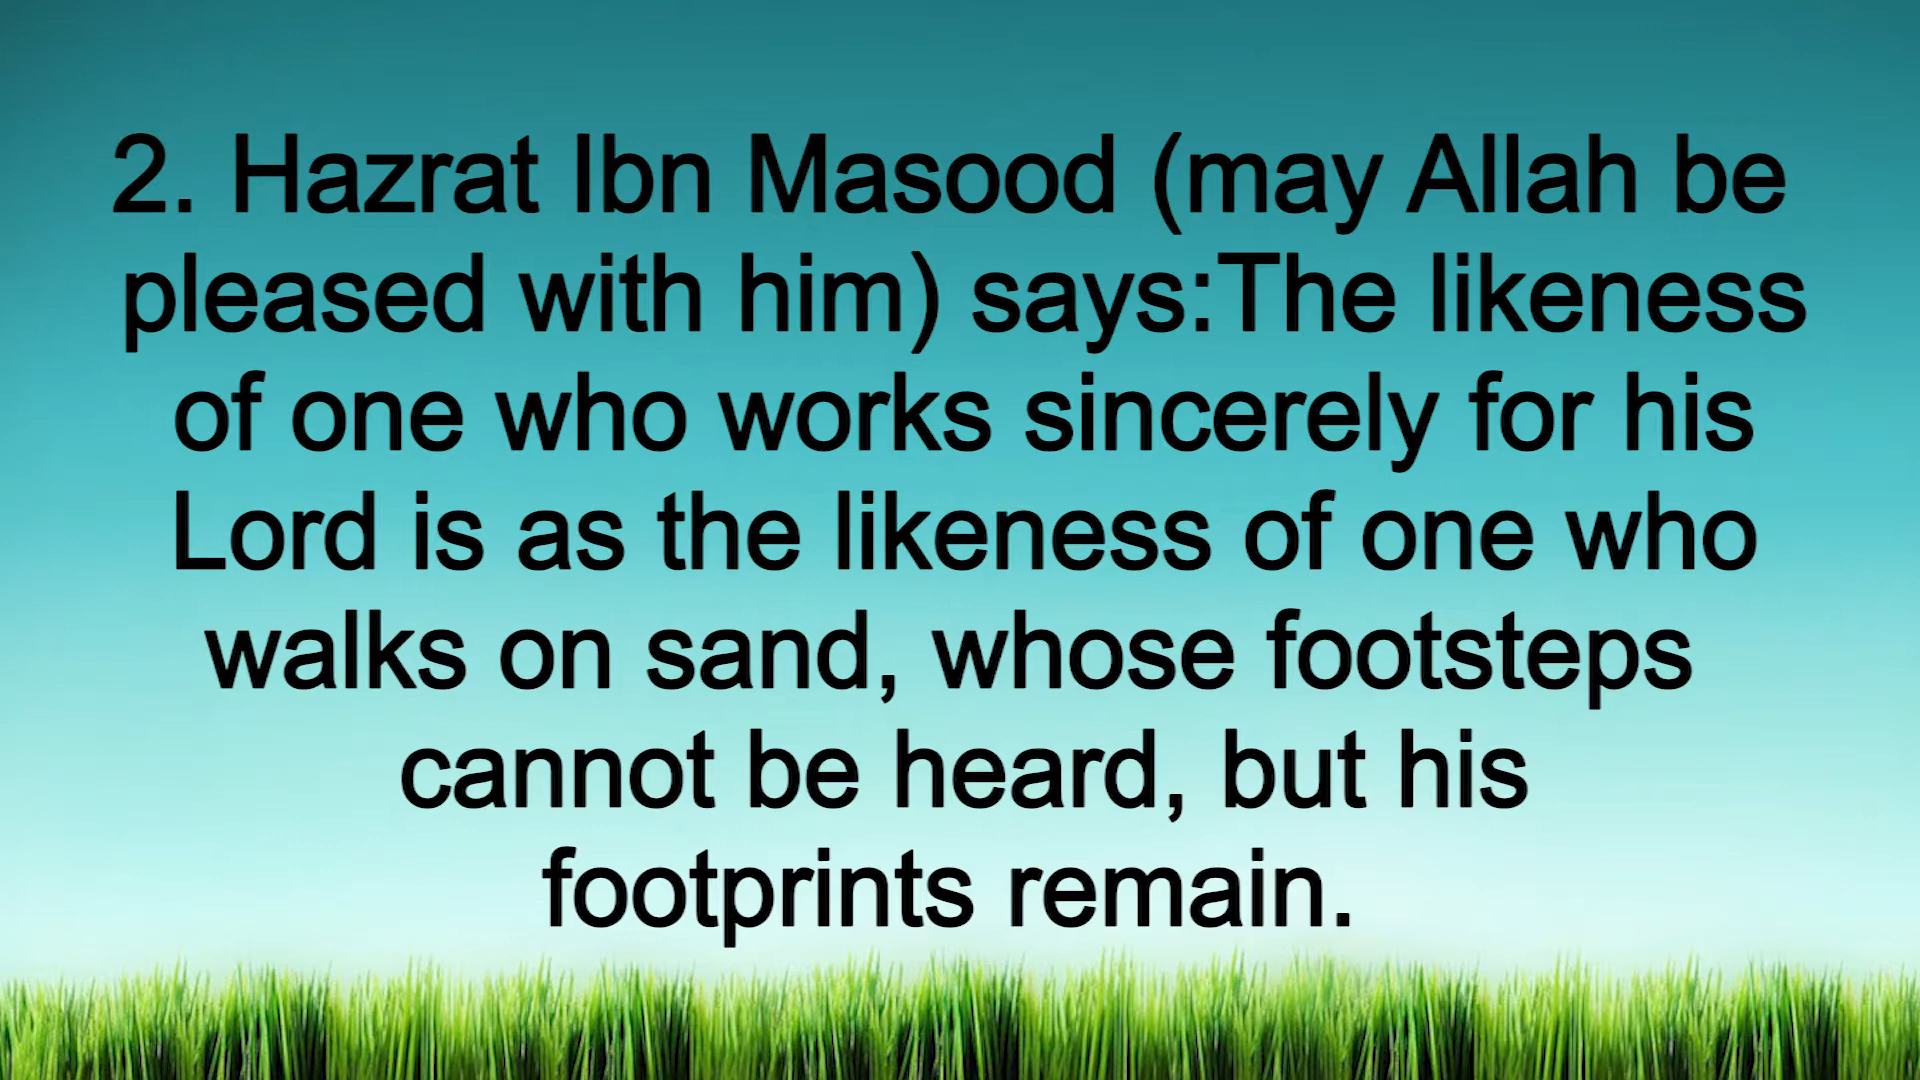 2. Hazrat Ibn Masood (may Allah be
pleased with him) says:The likeness
of one who works sincerely for his
Lord is as the likeness of one who
walks on sand, whose footsteps
cannot be heard, but his
footprints remain.